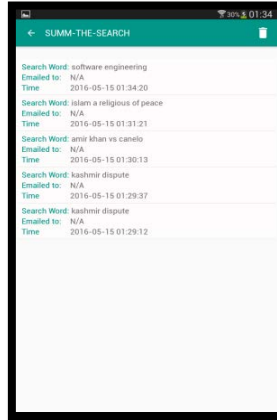 30% 01:34
SUMM-THE-SEARCH
Search Word: software engineering
Emailed to: N/A
Time 2016-05-15 01:34:20
Search Word: islam a religious of peace
Emailed to: N/A
Time 2016-05-15 01:31:21
Search Word: amir khan vs canelo
Emailed to: N/A
Time 2016-05-15 01:30:13
Search Word: kashmir dispute
Emailed to: N/A
Time 2016-05-15 01:29:37
Search Word: kashmir dispute
Emailed to: N/A
Time 2016-05-15 01:29:12